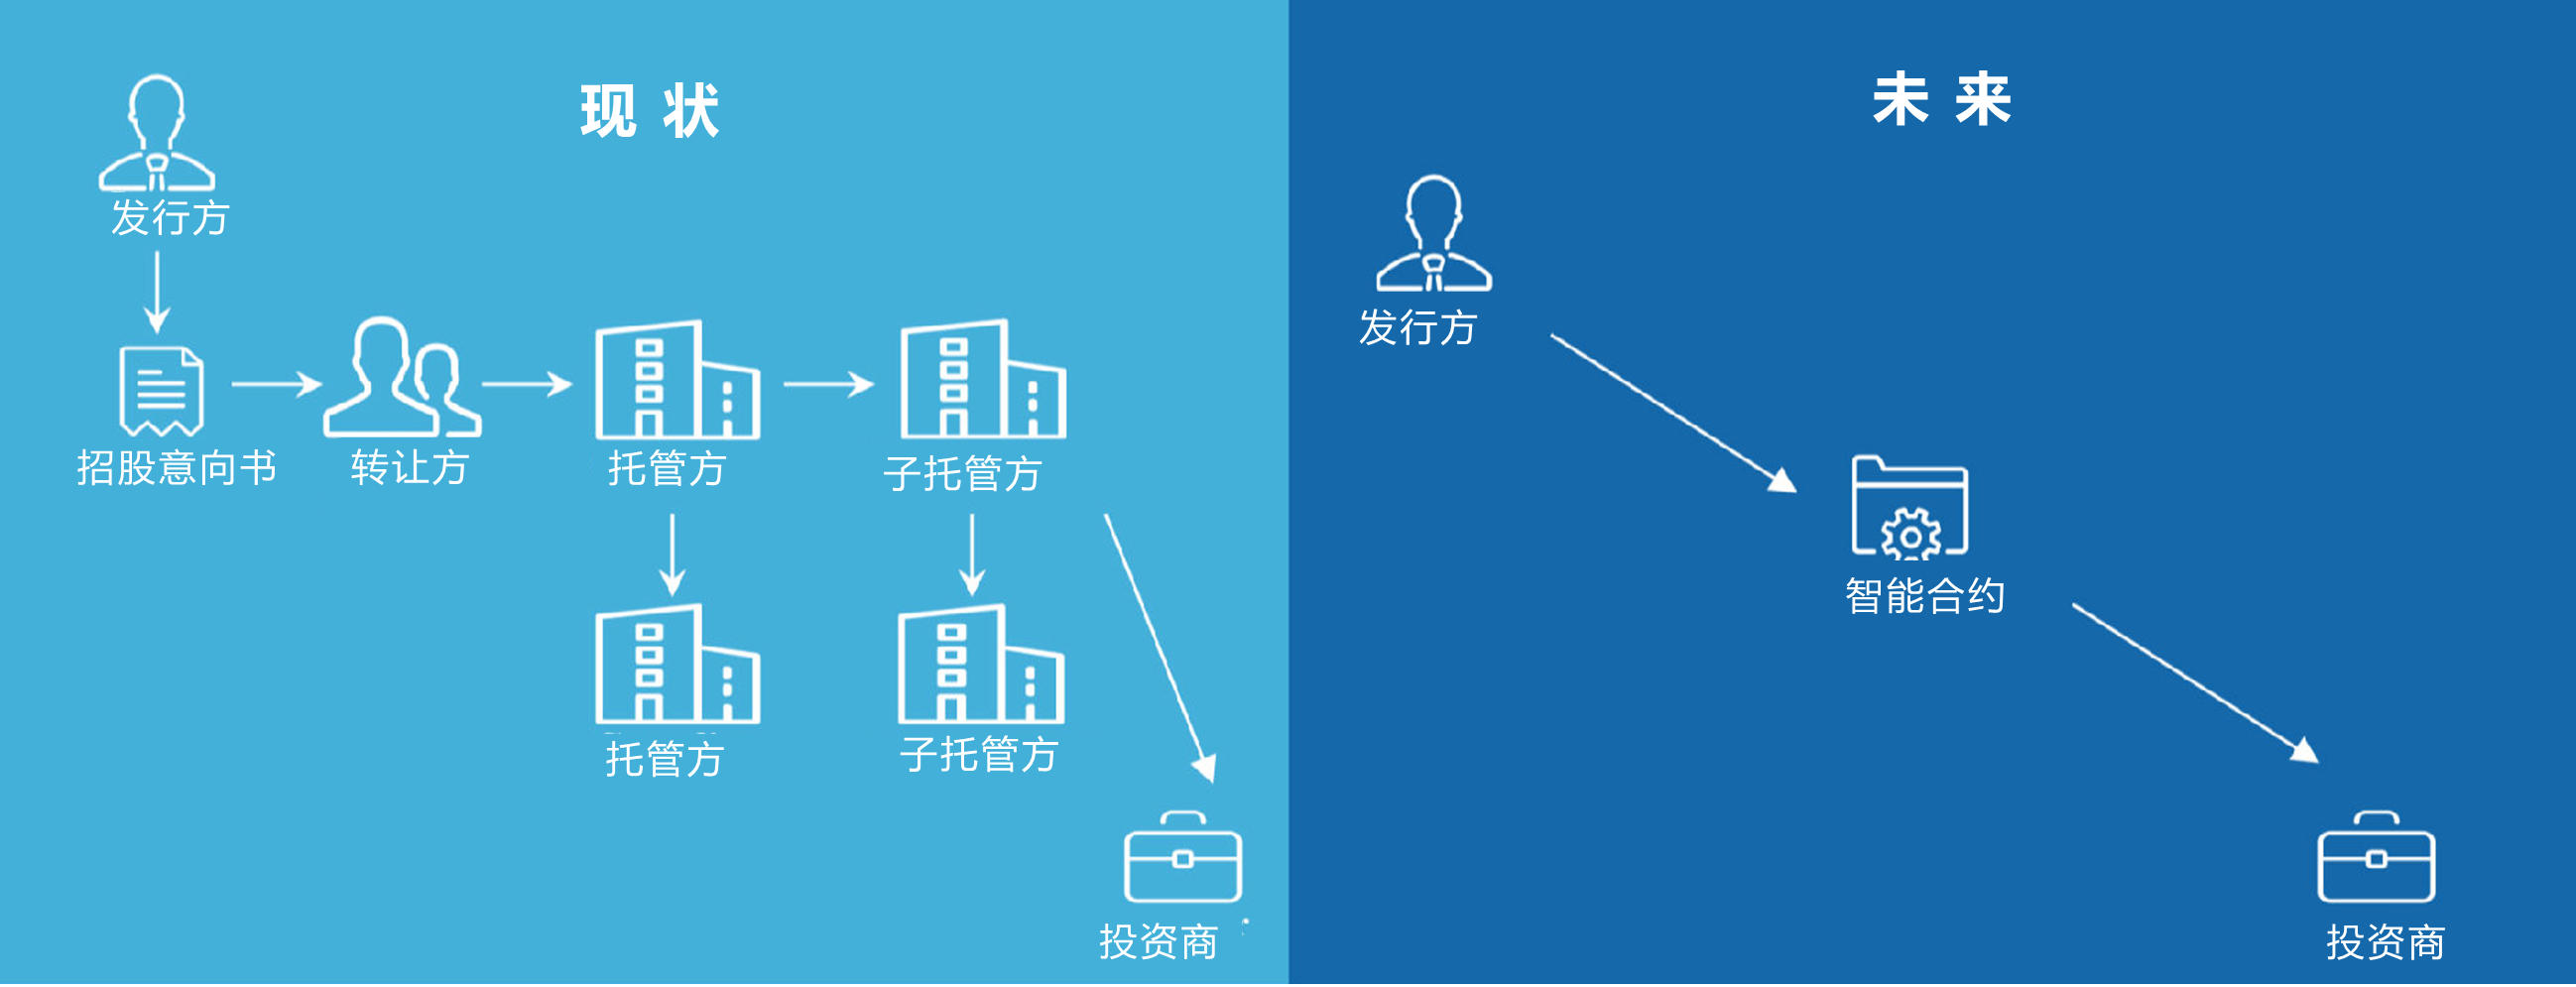 现状
发行方
招股意向书
转让方
托管方
子托管方
托管方
子托管方
投资商
未来
发行方
智能合约
投资商